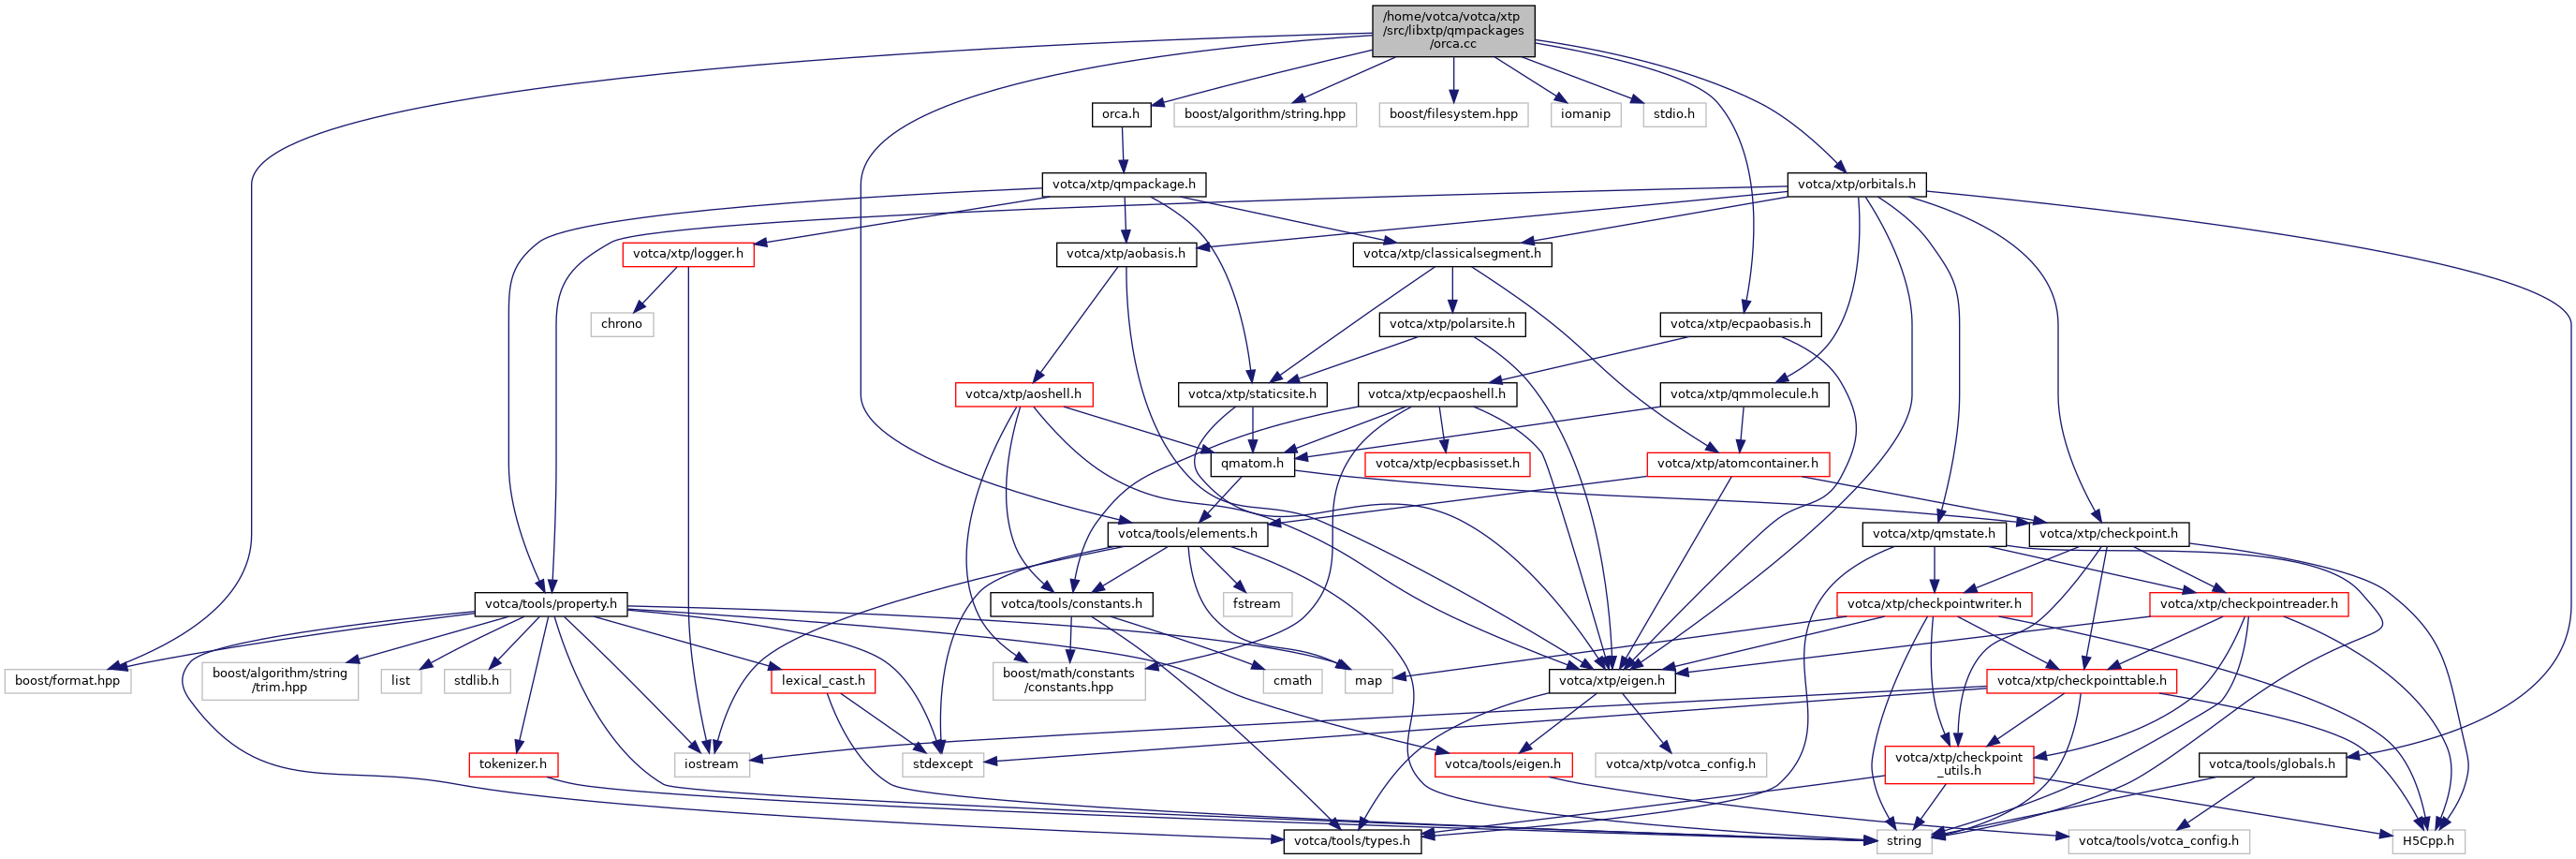 /home/votca/votca/xtp
/src/libxtp/qmpackages
/orca.cc
orca.h
boost/algorithm/string.hpp
boost/filesystem.hpp
iomanip
stdio.h
votca/xtp/qmpackage.h
votca/xtp/orbitals.h
votca/xtp/logger.h
votca/xtp/aobasis.h
votca/xtp/classicalsegment.h
chrono
votca/xtp/polarsite.h
votca/xtp/ecpaobasis.h
votca/xtp/aoshell.h
votca/xtp/staticsite.h
votca/xtp/ecpaoshell.h
votca/xtp/qmmolecule.h
qmatom.h
votca/xtp/ecpbasisset.h
votca/xtp/atomcontainer.h
votca/tools/elements.h
votca/xtp/qmstate.h
votca/xtp/checkpoint.h
votca/tools/property.h
votca/tools/constants.h
fstream
votca/xtp/checkpointwriter.h
votca/xtp/checkpointreader.h
boost/format.hpp
boost/algorithm/string
/trim.hpp
list
stdlib.h
lexical_cast.h
boost/math/constants
/constants.hpp
cmath
map
votca/xtp/eigen.h
votca/xtp/checkpointtable.h
tokenizer.h
iostream
stdexcept
votca/tools/eigen.h
votca/xtp/votca_config.h
votca/xtp/checkpoint
_utils.h
votca/tools/globals.h
votca/tools/types.h
string
votca/tools/votca_config.h
H5Cpp.h